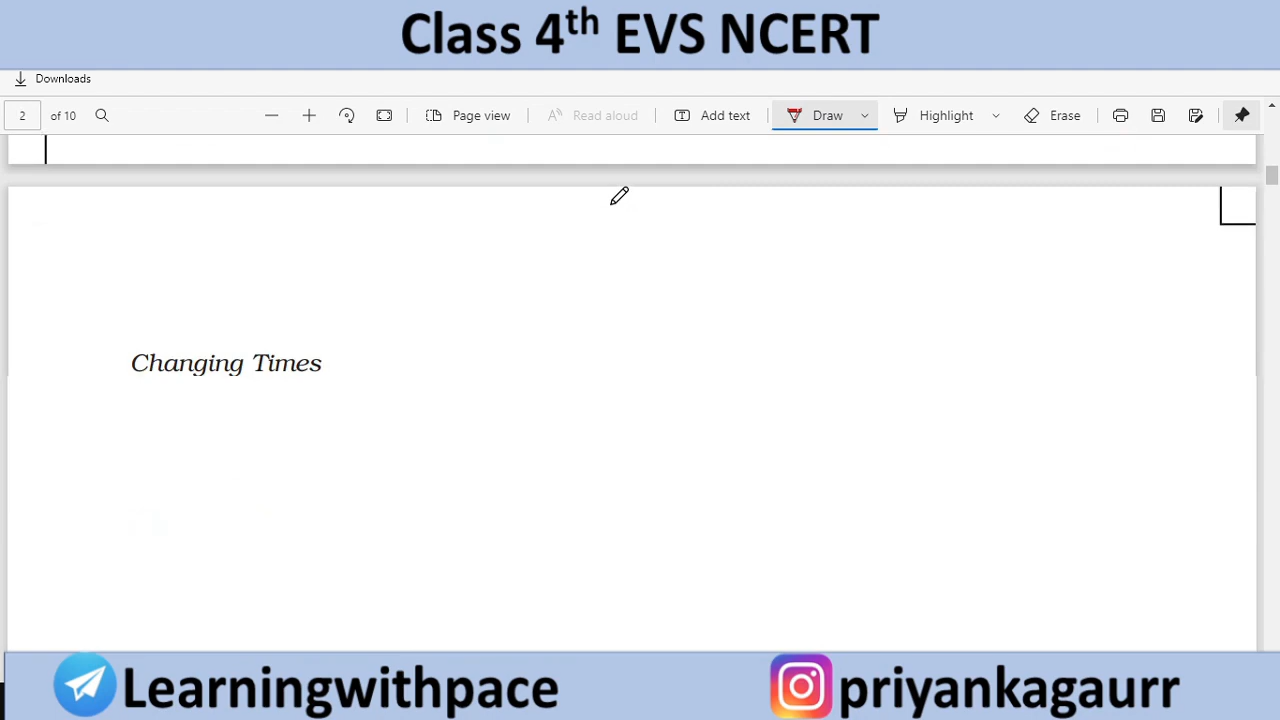 Class 4th EVS NCERT
Downloads
2 of 10 Page view Read aloud Add text Draw Highlight Erase
Changing Times
Learningwithpace priyankagaurr